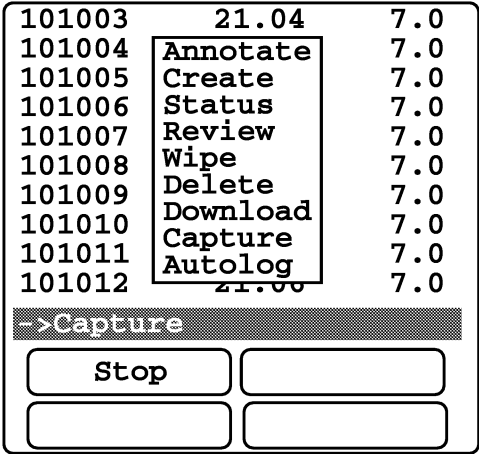 101003 21.04 7.0
101004 Annotate 7.0
101005 Create 7.0
101006 Status 7.0
101007 Review 7.0
101008 Wipe 7.0
101009 Delete 7.0
101010 Download 7.0
101011 Capture 7.0
Autolog
101012 21.06 7.0
->Capture
Stop